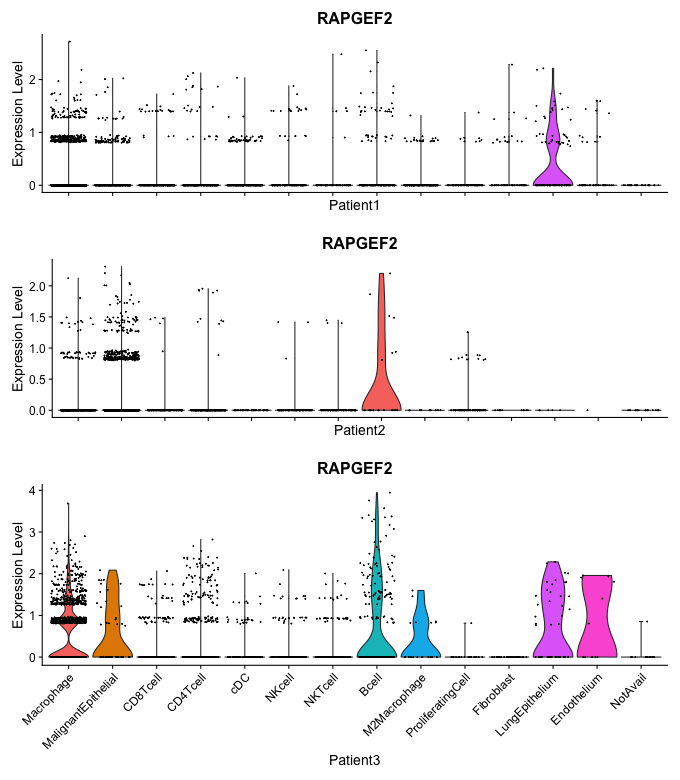 RAPGEF2
Expression Level
2
1
0
Patient1
RAPGEF2
Expression Level
2.0
1.5
1.0
0.5
0.0
Patient2
RAPGEF2
Expression Level
4
3
2
1
0
Macrophage
MalignantEpithelial
CD8Tcell
CD4Tcell
cDC
NKcell
NKTcell
Bcell
M2Macrophage
ProliferatingCell
Fibroblast
LungEpithelium
Endothelium
NotAvail
Patient3